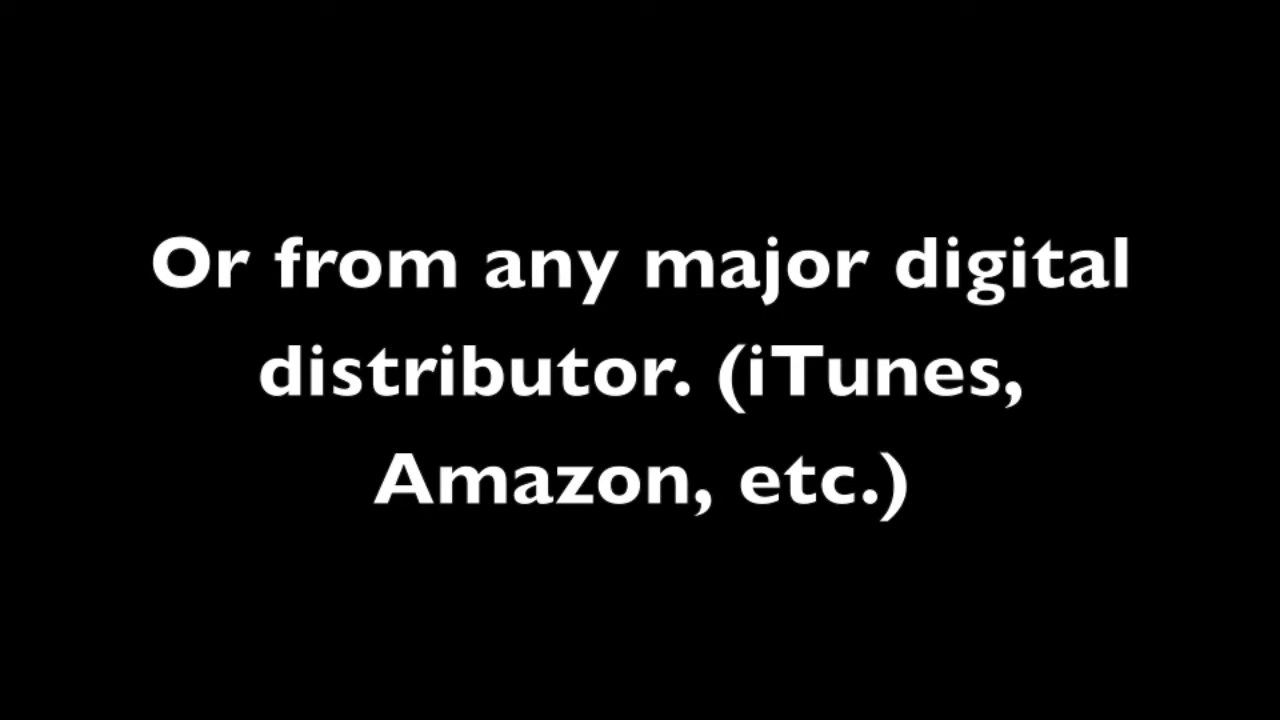 Or from any major digital
distributor. (iTunes,
Amazon, etc.)